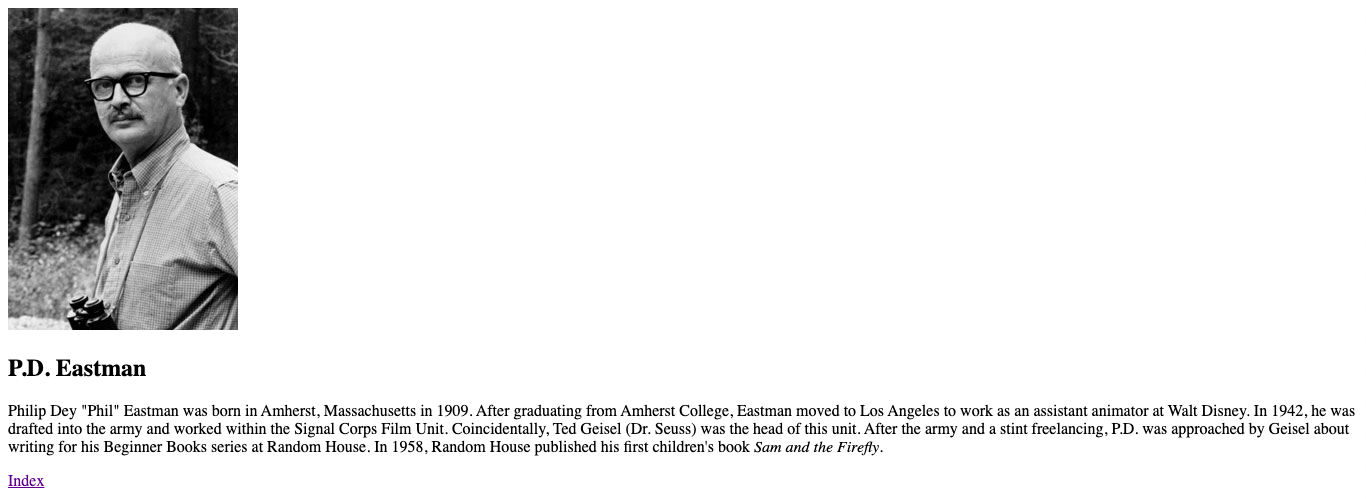 P.D. Eastman
Philip Dey "Phil" Eastman was born in Amherst, Massachusetts in 1909. After graduating from Amherst College, Eastman moved to Los Angeles to work as an assistant animator at Walt Disney. In 1942, he was
drafted into the army and worked within the Signal Corps Film Unit. Coincidentally, Ted Geisel (Dr. Seuss) was the head of this unit. After the army and a stint freelancing, P.D. was approached by Geisel about
writing for his Beginner Books series at Random House. In 1958, Random House published his first children's book Sam and the Firefly.
Index